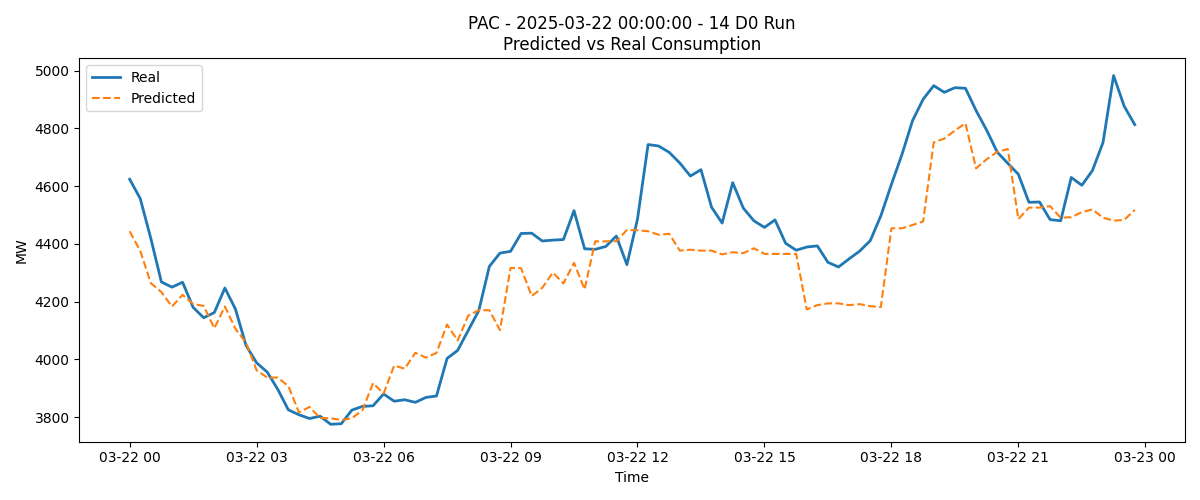 PAC - 2025-03-22 00:00:00 - 14 D0 Run
Predicted vs Real Consumption
Real
Predicted
5000
4800
4600
4400
4200
4000
3800
MW
03-22 00 03-22 03 03-22 06 03-22 09 03-22 12 03-22 15 03-22 18 03-22 21 03-23 00
Time